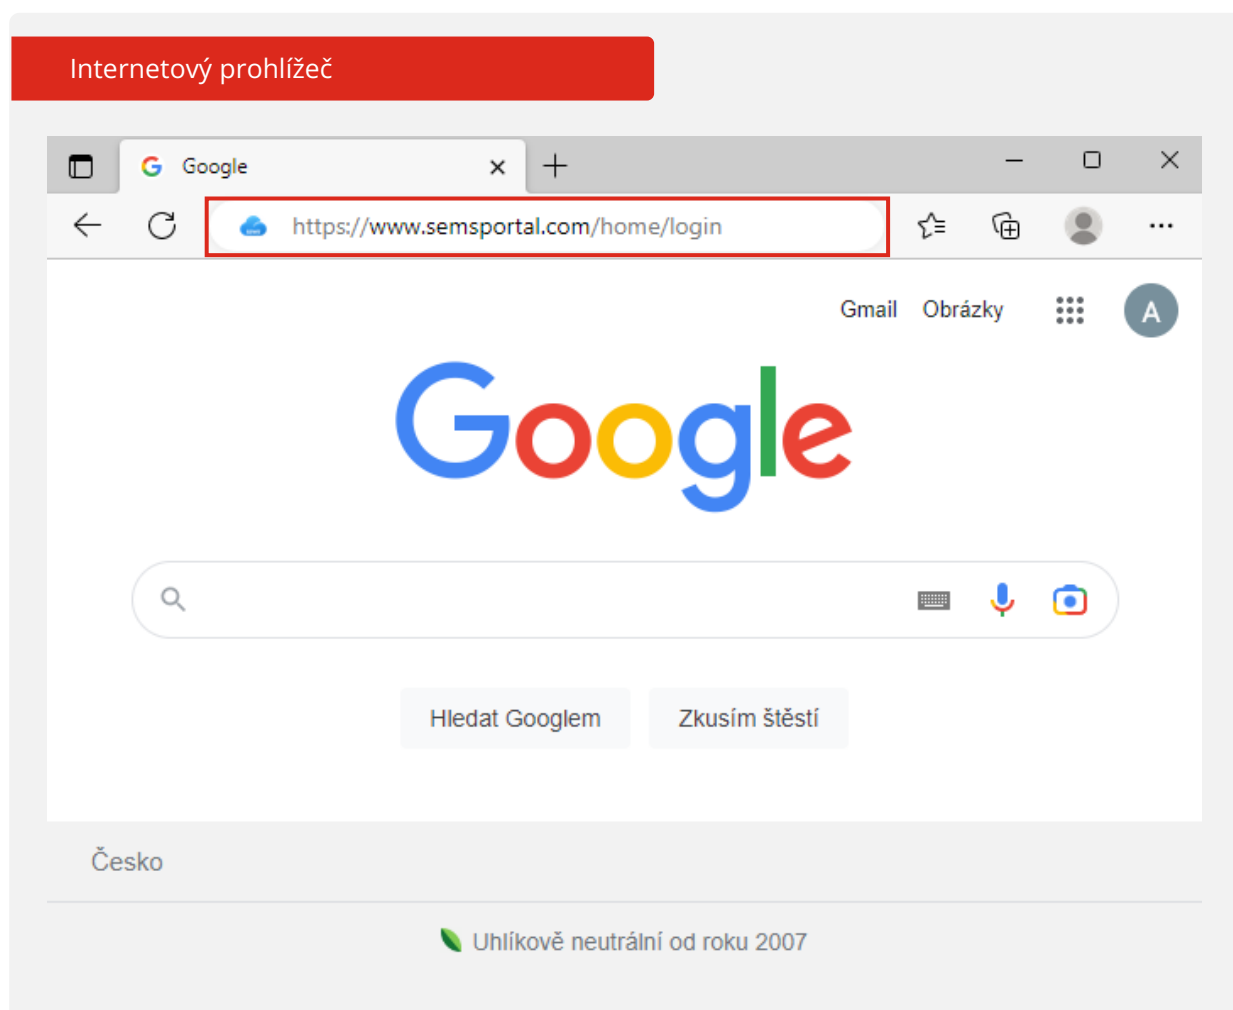 Internetový prohlížeč
Google
https://www.semsportal.com/home/login
Gmail Obrázky
A
Google
Hledat Googlem Zkusím štěstí
Česko
Uhlíkově neutrální od roku 2007